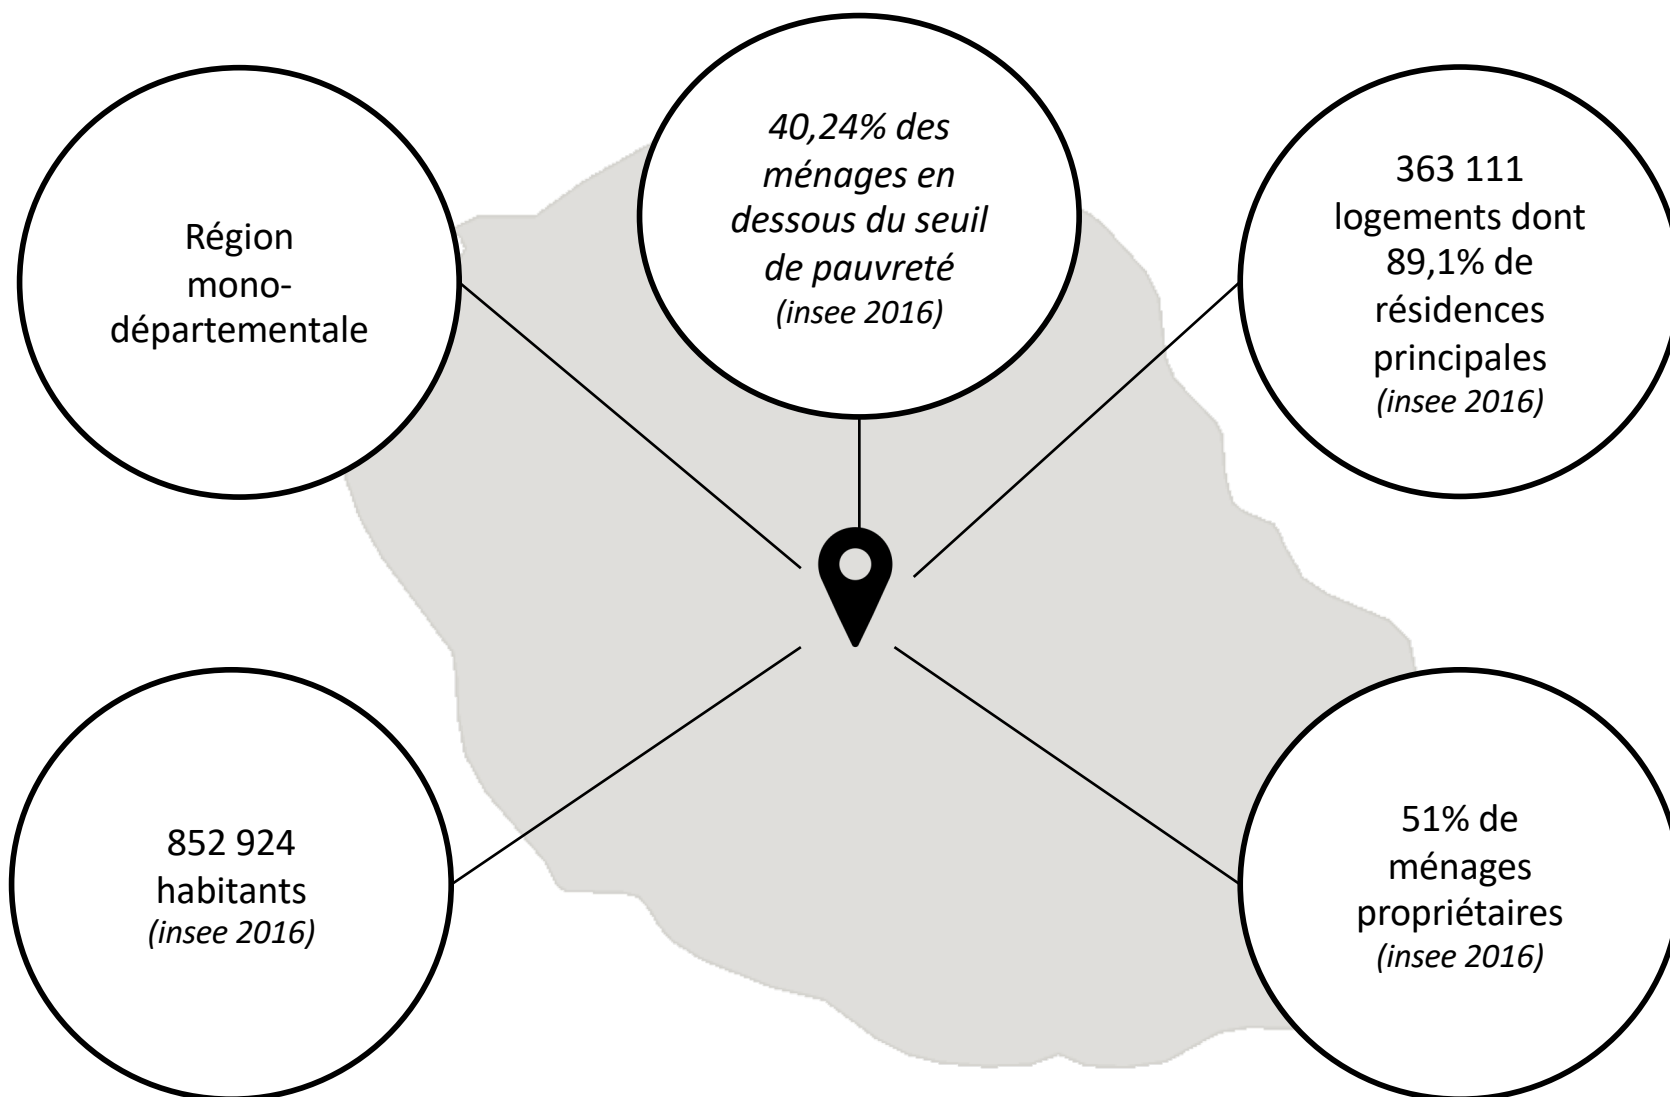 Région
mono-
départementale
40,24% des
ménages en
dessous du seuil
de pauvreté
(insee 2016)
363 111
logements dont
89,1% de
résidences
principales
(insee 2016)
852 924
habitants
(insee 2016)
51% de
ménages
propriétaires
(insee 2016)